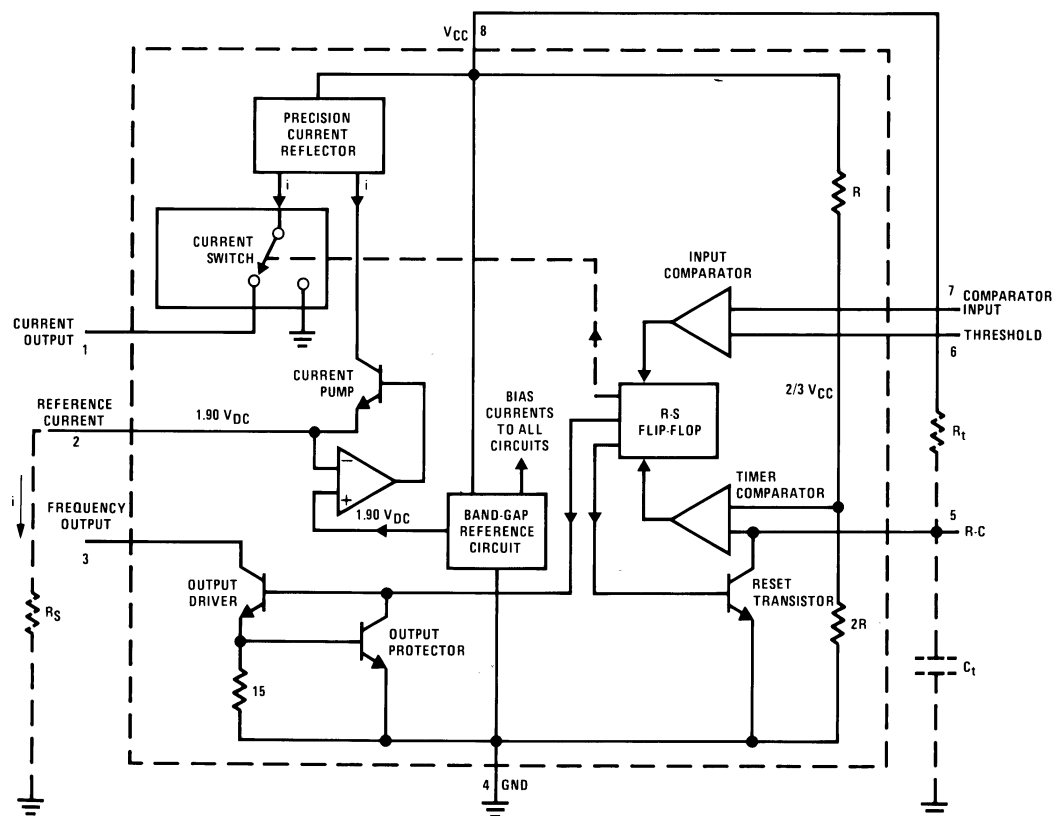 VCC 8
PRECISION
CURRENT
REFLECTOR
i
i
R
CURRENT
SWITCH
INPUT
COMPARATOR
7 COMPARATOR
INPUT
THRESHOLD
6
CURRENT
OUTPUT
1
CURRENT
PUMP
BIAS
CURRENTS
TO ALL
CIRCUITS
R-S
FLIP-FLOP
2/3 VCC
Rt
REFERENCE
CURRENT
2
1.90 VDC
i
−
+
1.90 VDC
BAND-GAP
REFERENCE
CIRCUIT
TIMER
COMPARATOR
5
R-C
FREQUENCY
OUTPUT
3
OUTPUT
DRIVER
RESET
TRANSISTOR
RS
OUTPUT
PROTECTOR
2R
15
Ct
4 GND